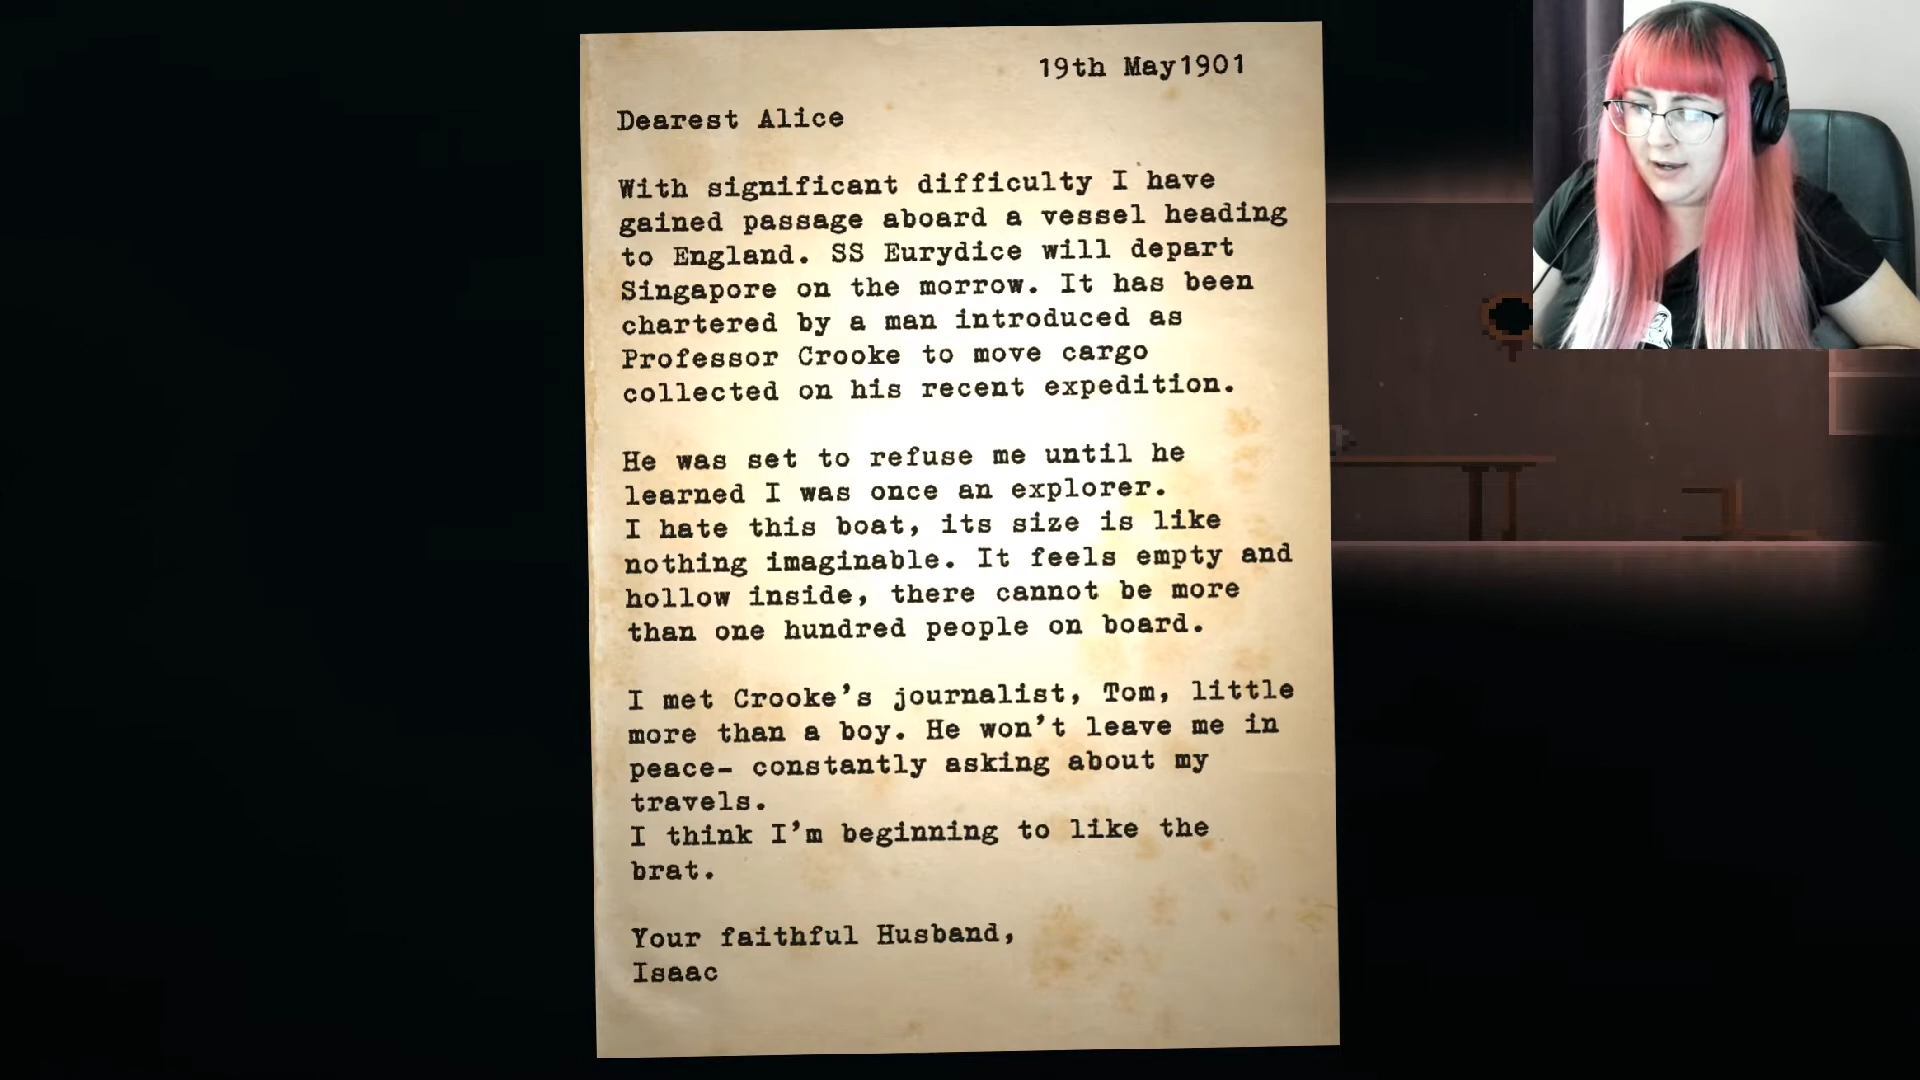 19th May1901
Dearest Alice
With significant difficulty I have
gained passage aboard a vessel heading
to England. SS Eurydice will depart
Singapore on the morrow. It has been
chartered by a man introduced as
Professor Crooke to move cargo
collected on his recent expedition.
He was set to refuse me until he
learned I was once an explorer.
I hate this boat, its size is like
nothing imaginable. It feels empty and
hollow inside, there cannot be more
than one hundred people on board.
I met Crooke's journalist, Tom, little
more than a boy. He won't leave me in
peace- constantly asking about my
travels.
I think I'm beginning to like the
brat.
Your faithful Husband,
Isaac